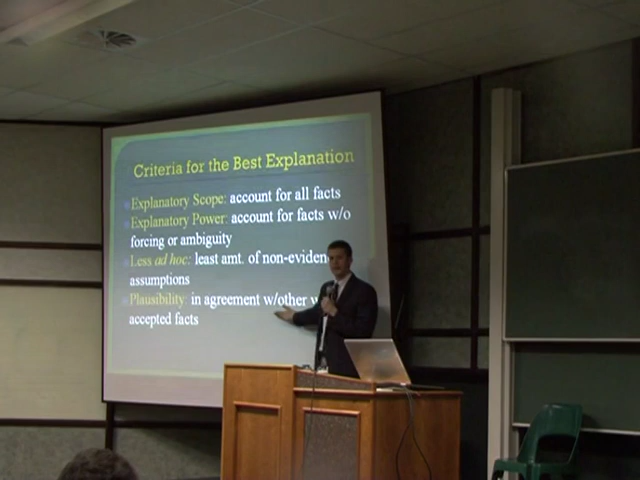 Criteria for the Best Explanation
Explanatory Scope: account for all facts
Explanatory Power: account for facts w/o
forcing or ambiguity
Less ad hoc: least amt. of non-eviden
assumptions
Plausibility: in agreement w/other w
accepted facts